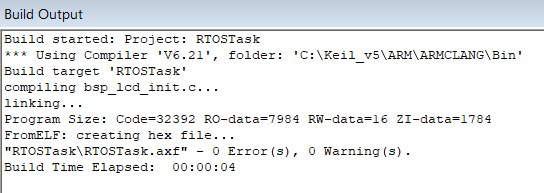 Build Output
Build started: Project: RTOSTask
*** Using Compiler 'V6.21', folder: 'C:\Keil_v5\ARM\ARMCLANG\Bin'
Build target 'RTOSTask'
compiling bsp_lcd_init.c...
linking...
Program Size: Code=32392 RO-data=7984 RW-data=16 ZI-data=1784
FromELF: creating hex file...
"RTOSTask\RTOSTask.axf" - 0 Error(s), 0 Warning(s).
Build Time Elapsed:  00:00:04